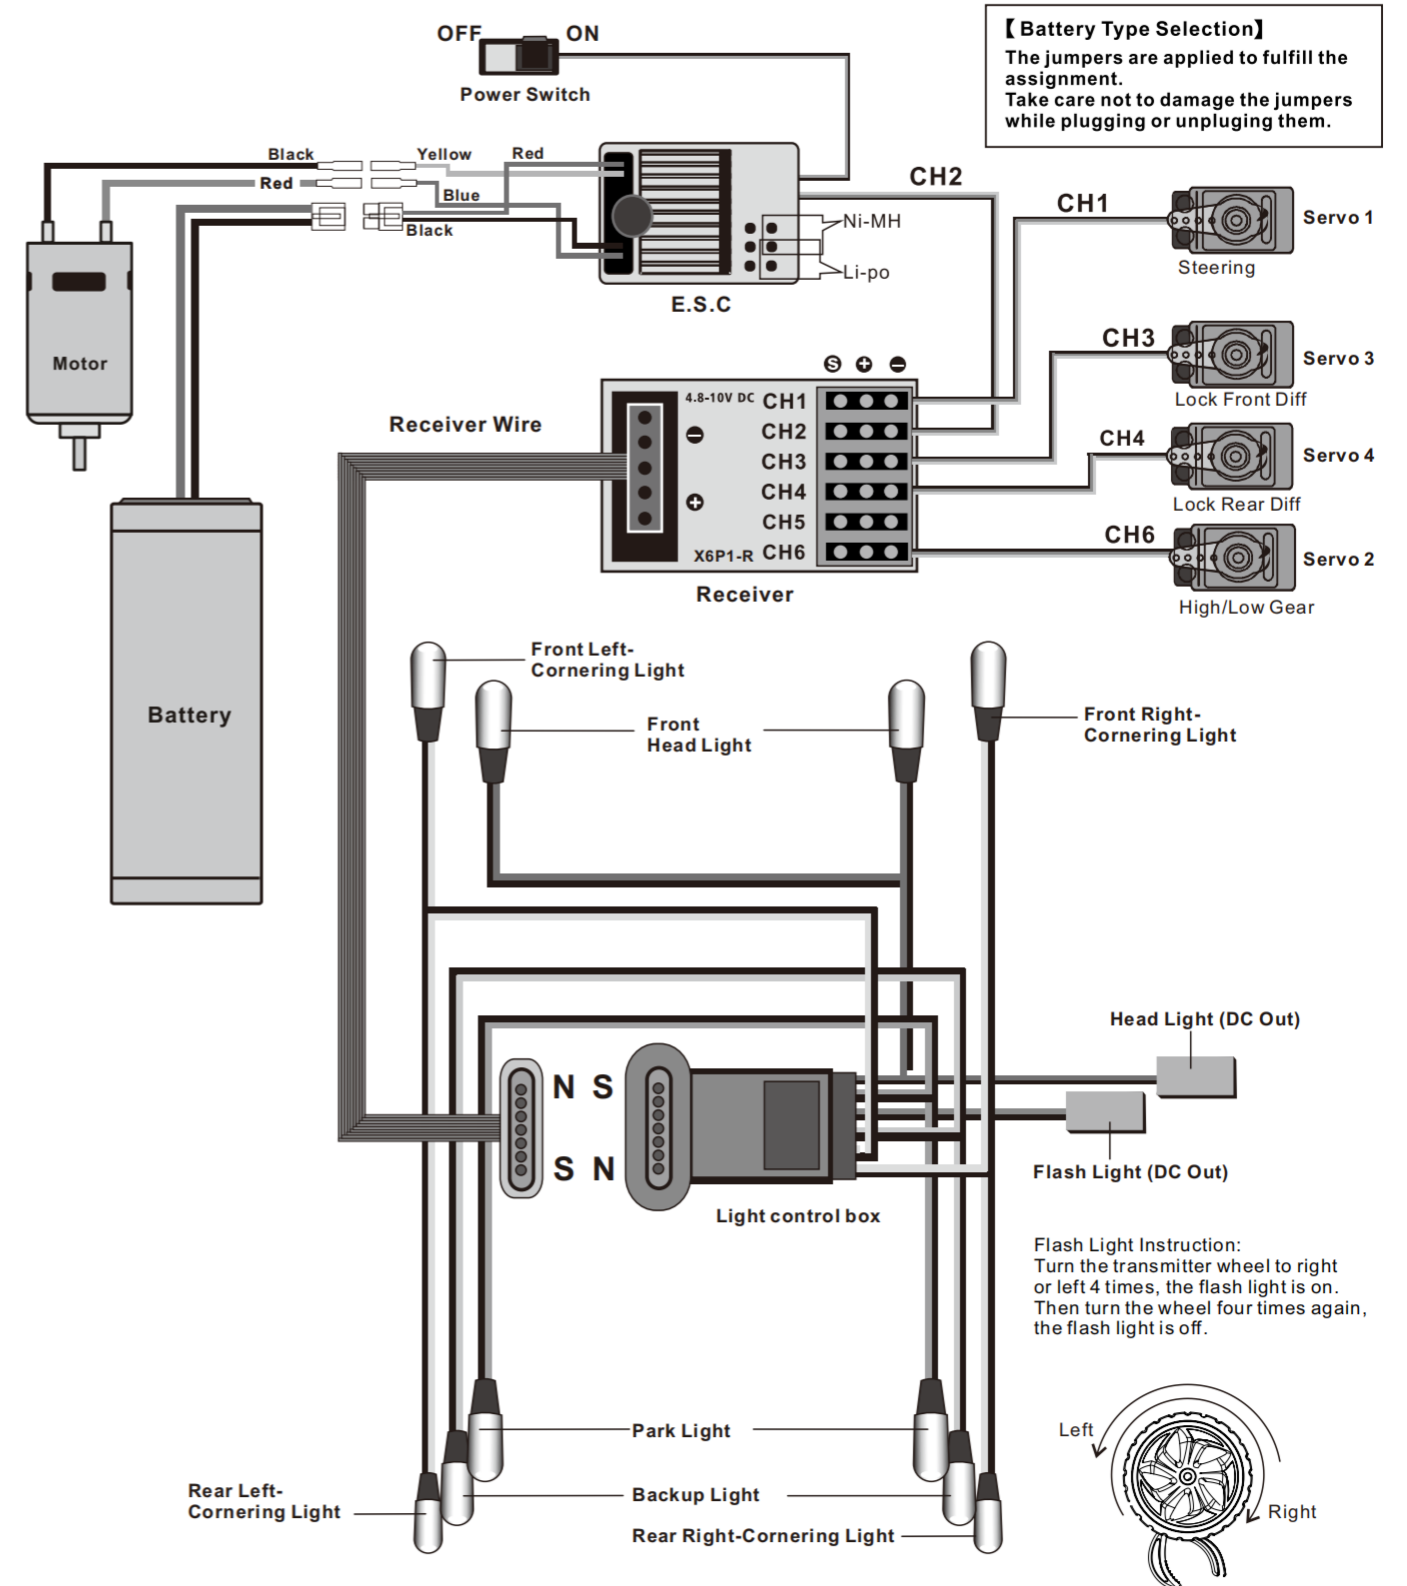 OFF ON
Power Switch
【Battery Type Selection】
The jumpers are applied to fulfill the
assignment.
Take care not to damage the jumpers
while plugging or unpluging them.
Black
Yellow
Red
Red
Blue
Black
CH2
Ni-MH
Li-po
E.S.C
Motor
Battery
CH1
Servo 1
Steering
CH3
Servo 3
Lock Front Diff
CH4
Servo 4
Lock Rear Diff
CH6
Servo 2
High/Low Gear
Receiver Wire
S + −
4.8-10V DC CH1
− CH2
CH3
+ CH4
CH5
X6P1-R CH6
Receiver
Front Left-
Cornering Light
Front
Head Light
Front Right-
Cornering Light
Head Light (DC Out)
Flash Light (DC Out)
N S
S N
Light control box
Flash Light Instruction:
Turn the transmitter wheel to right
or left 4 times, the flash light is on.
Then turn the wheel four times again,
the flash light is off.
Left
Right
Park Light
Rear Left-
Cornering Light
Backup Light
Rear Right-Cornering Light